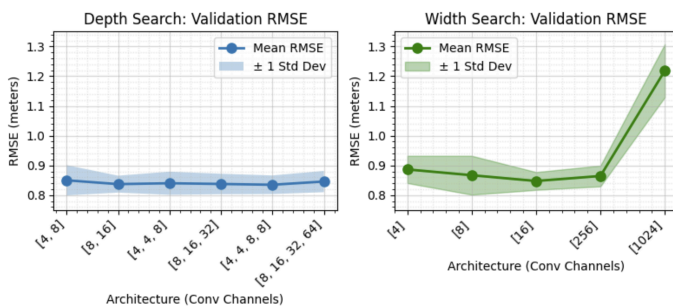 Depth Search: Validation RMSE
1.3
1.2
1.1
1.0
0.9
0.8
RMSE (meters)
Mean RMSE
± 1 Std Dev
[4, 8]
[8, 16]
[4, 4, 8]
[8, 16, 32]
[4, 4, 8, 8]
[8, 16, 32, 64]
Architecture (Conv Channels)
Width Search: Validation RMSE
1.3
1.2
1.1
1.0
0.9
0.8
RMSE (meters)
Mean RMSE
± 1 Std Dev
[4]
[8]
[16]
[256]
[1024]
Architecture (Conv Channels)